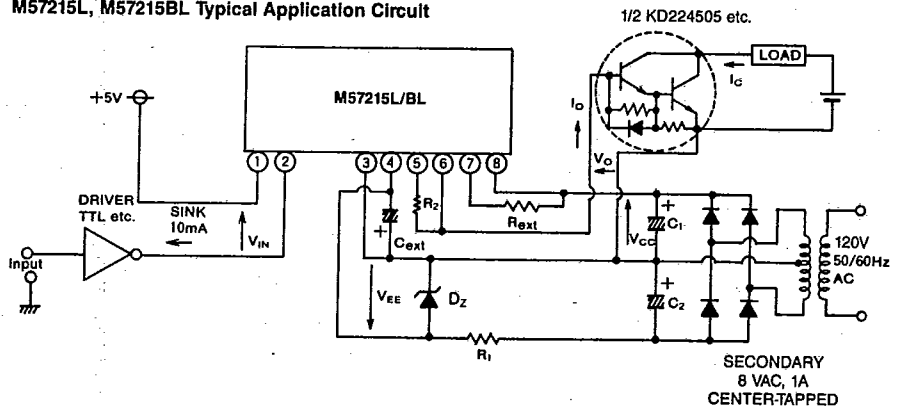 M57215L, M57215BL Typical Application Circuit
1/2 KD224505 etc.
LOAD
IC
+5V
M57215L/BL
IO
1 2 3 4 5 6 7 8
VO
DRIVER
TTL etc.
SINK
10mA
R2
+
Cext
Rext
VIN
VCC
+
C1
Input
120V
50/60Hz
AC
VEE
DZ
+
C2
R1
SECONDARY
8 VAC, 1A
CENTER-TAPPED